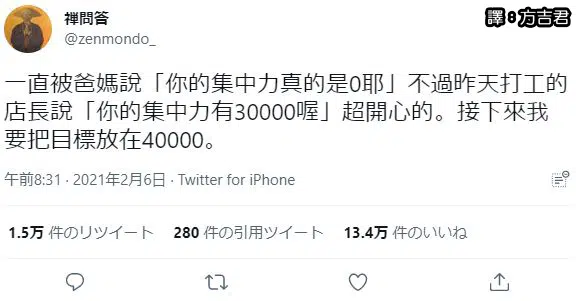 禅問答
@zenmondo_
譯:方吉君
一直被爸媽說「你的集中力真的是0耶」不過昨天打工的
店長說「你的集中力有30000喔」超開心的。接下來我
要把目標放在40000。
午前8:31 · 2021年2月6日 · Twitter for iPhone
1.5万 件のリツイート 280 件の引用ツイート 13.4万 件のいいね